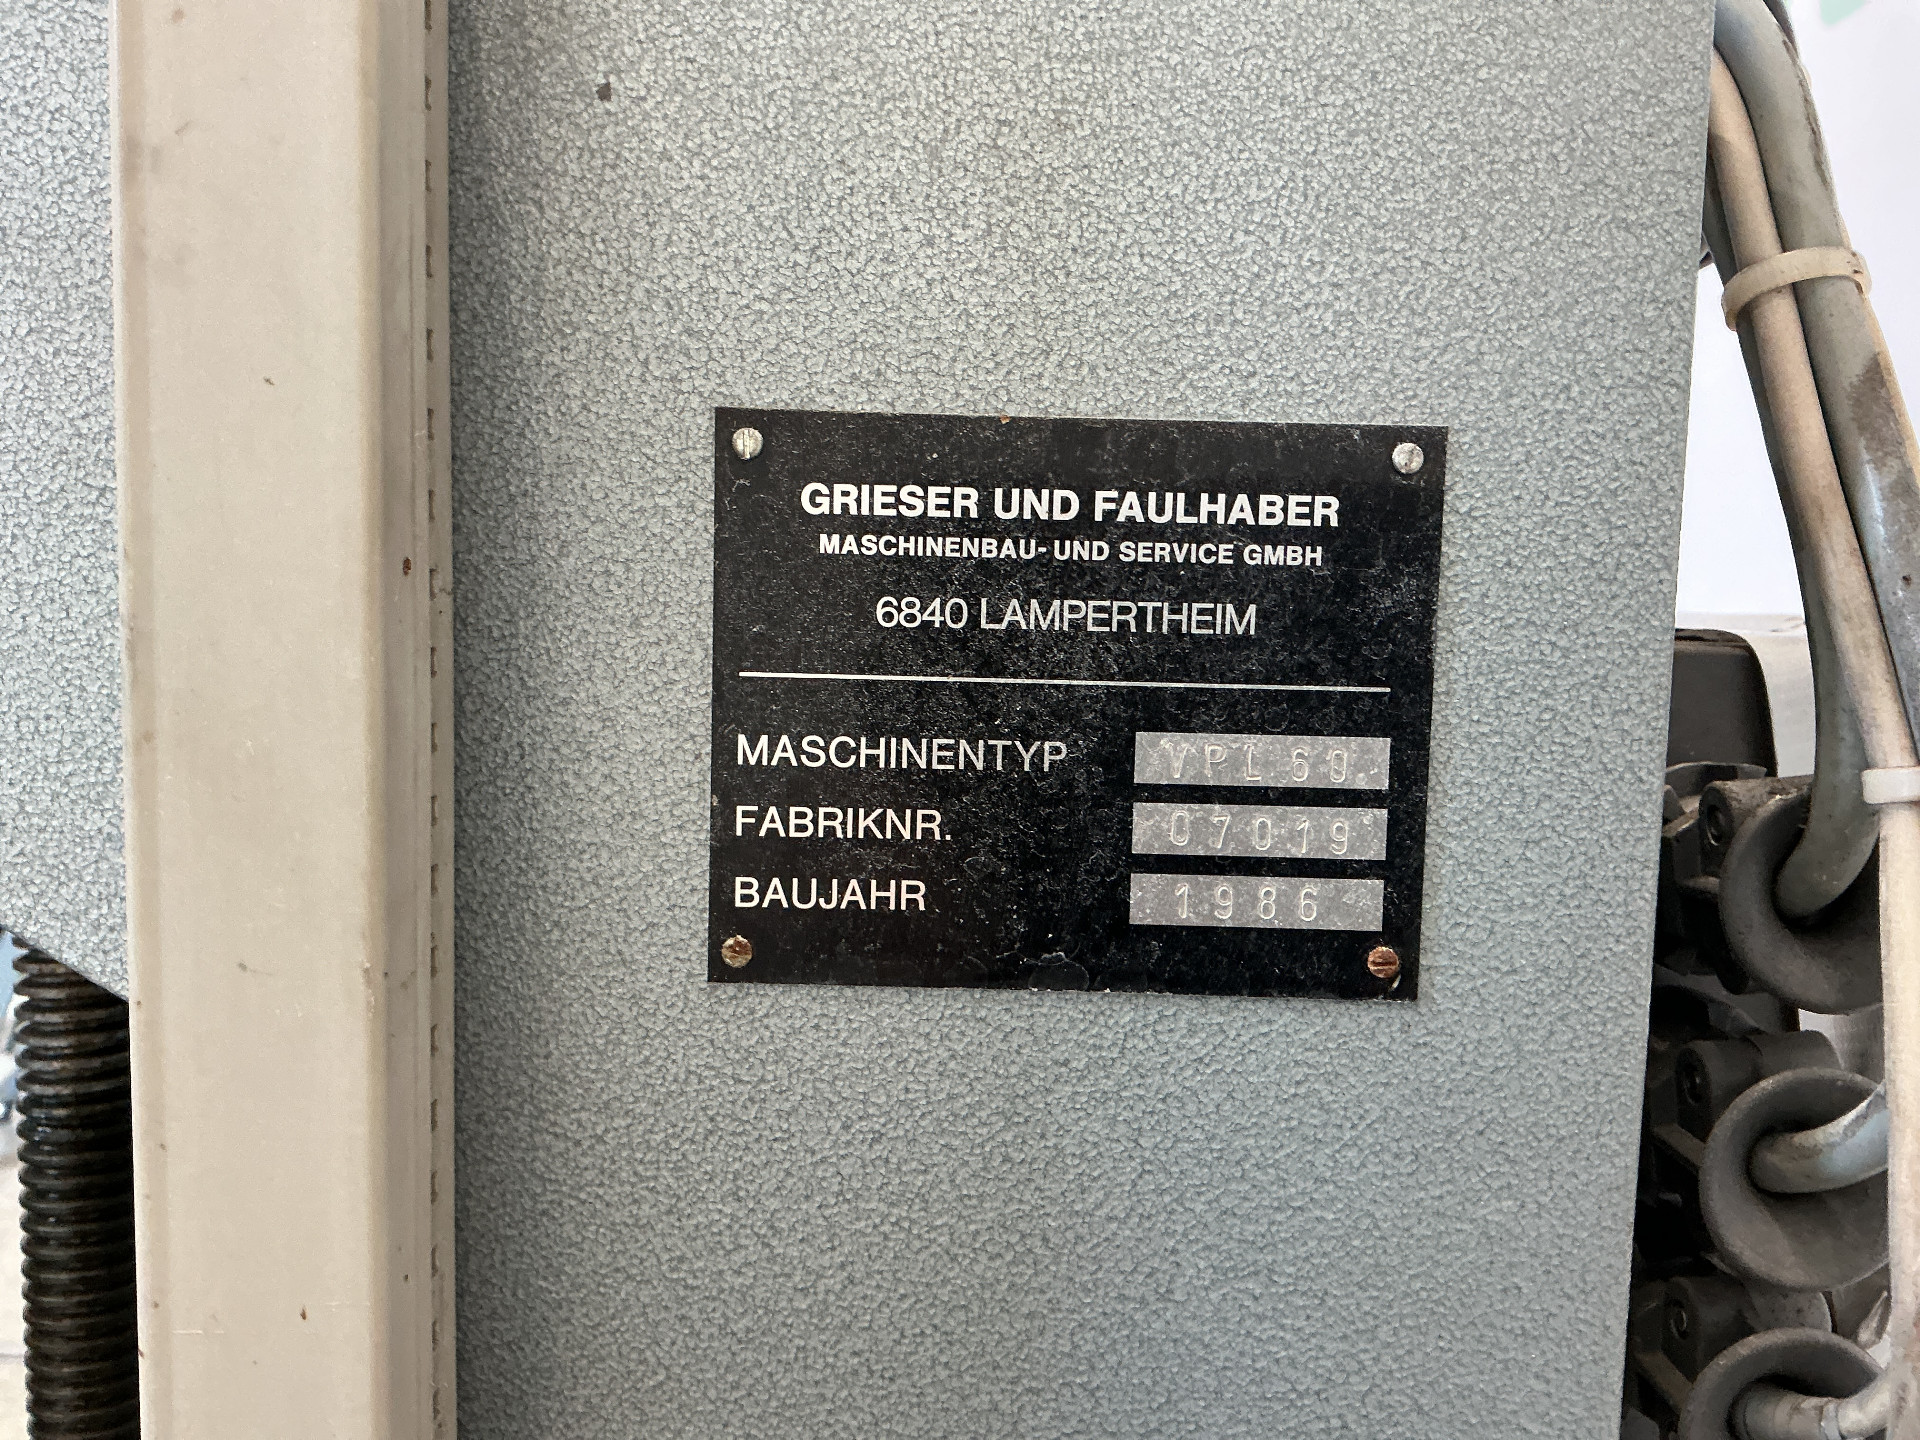 GRIESER UND FAULHABER
MASCHINENBAU- UND SERVICE GMBH
6840 LAMPERTHEIM
MASCHINENTYP VPL 60
FABRIKNR. 07019
BAUJAHR 1986